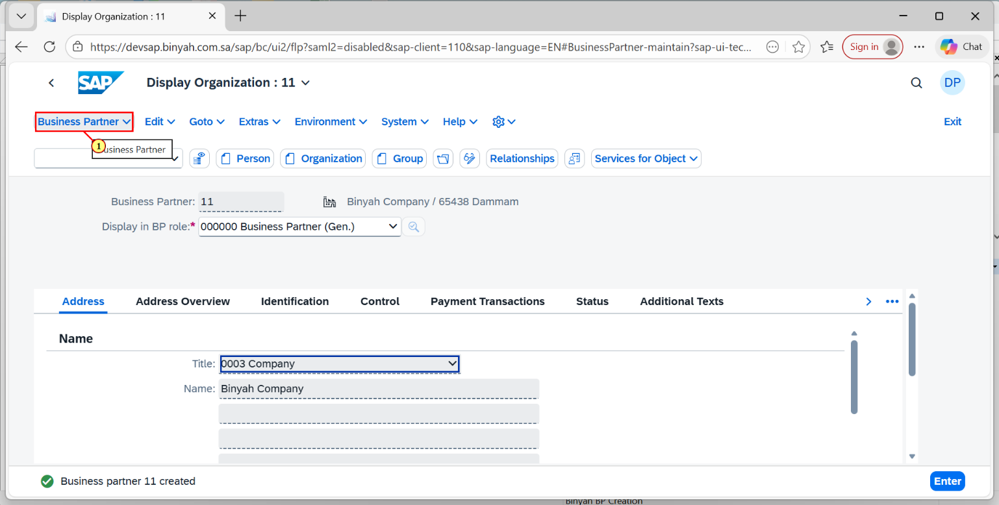 Display Organization : 11
https://devsap.binyah.com.sa/sap/bc/ui2/flp?saml2=disabled&sap-client=110&sap-language=EN#BusinessPartner-maintain?sap-ui-tec...
Sign in
Chat
SAP
Display Organization : 11
DP
Business Partner
Edit
Goto
Extras
Environment
System
Help
Exit
1
usiness Partner
Person
Organization
Group
Relationships
Services for Object
Business Partner: 11
Binyah Company / 65438 Dammam
Display in BP role:* 000000 Business Partner (Gen.)
Address
Address Overview
Identification
Control
Payment Transactions
Status
Additional Texts
Name
Title: 0003 Company
Name: Binyah Company
Business partner 11 created
Enter
Binyah BP Creation